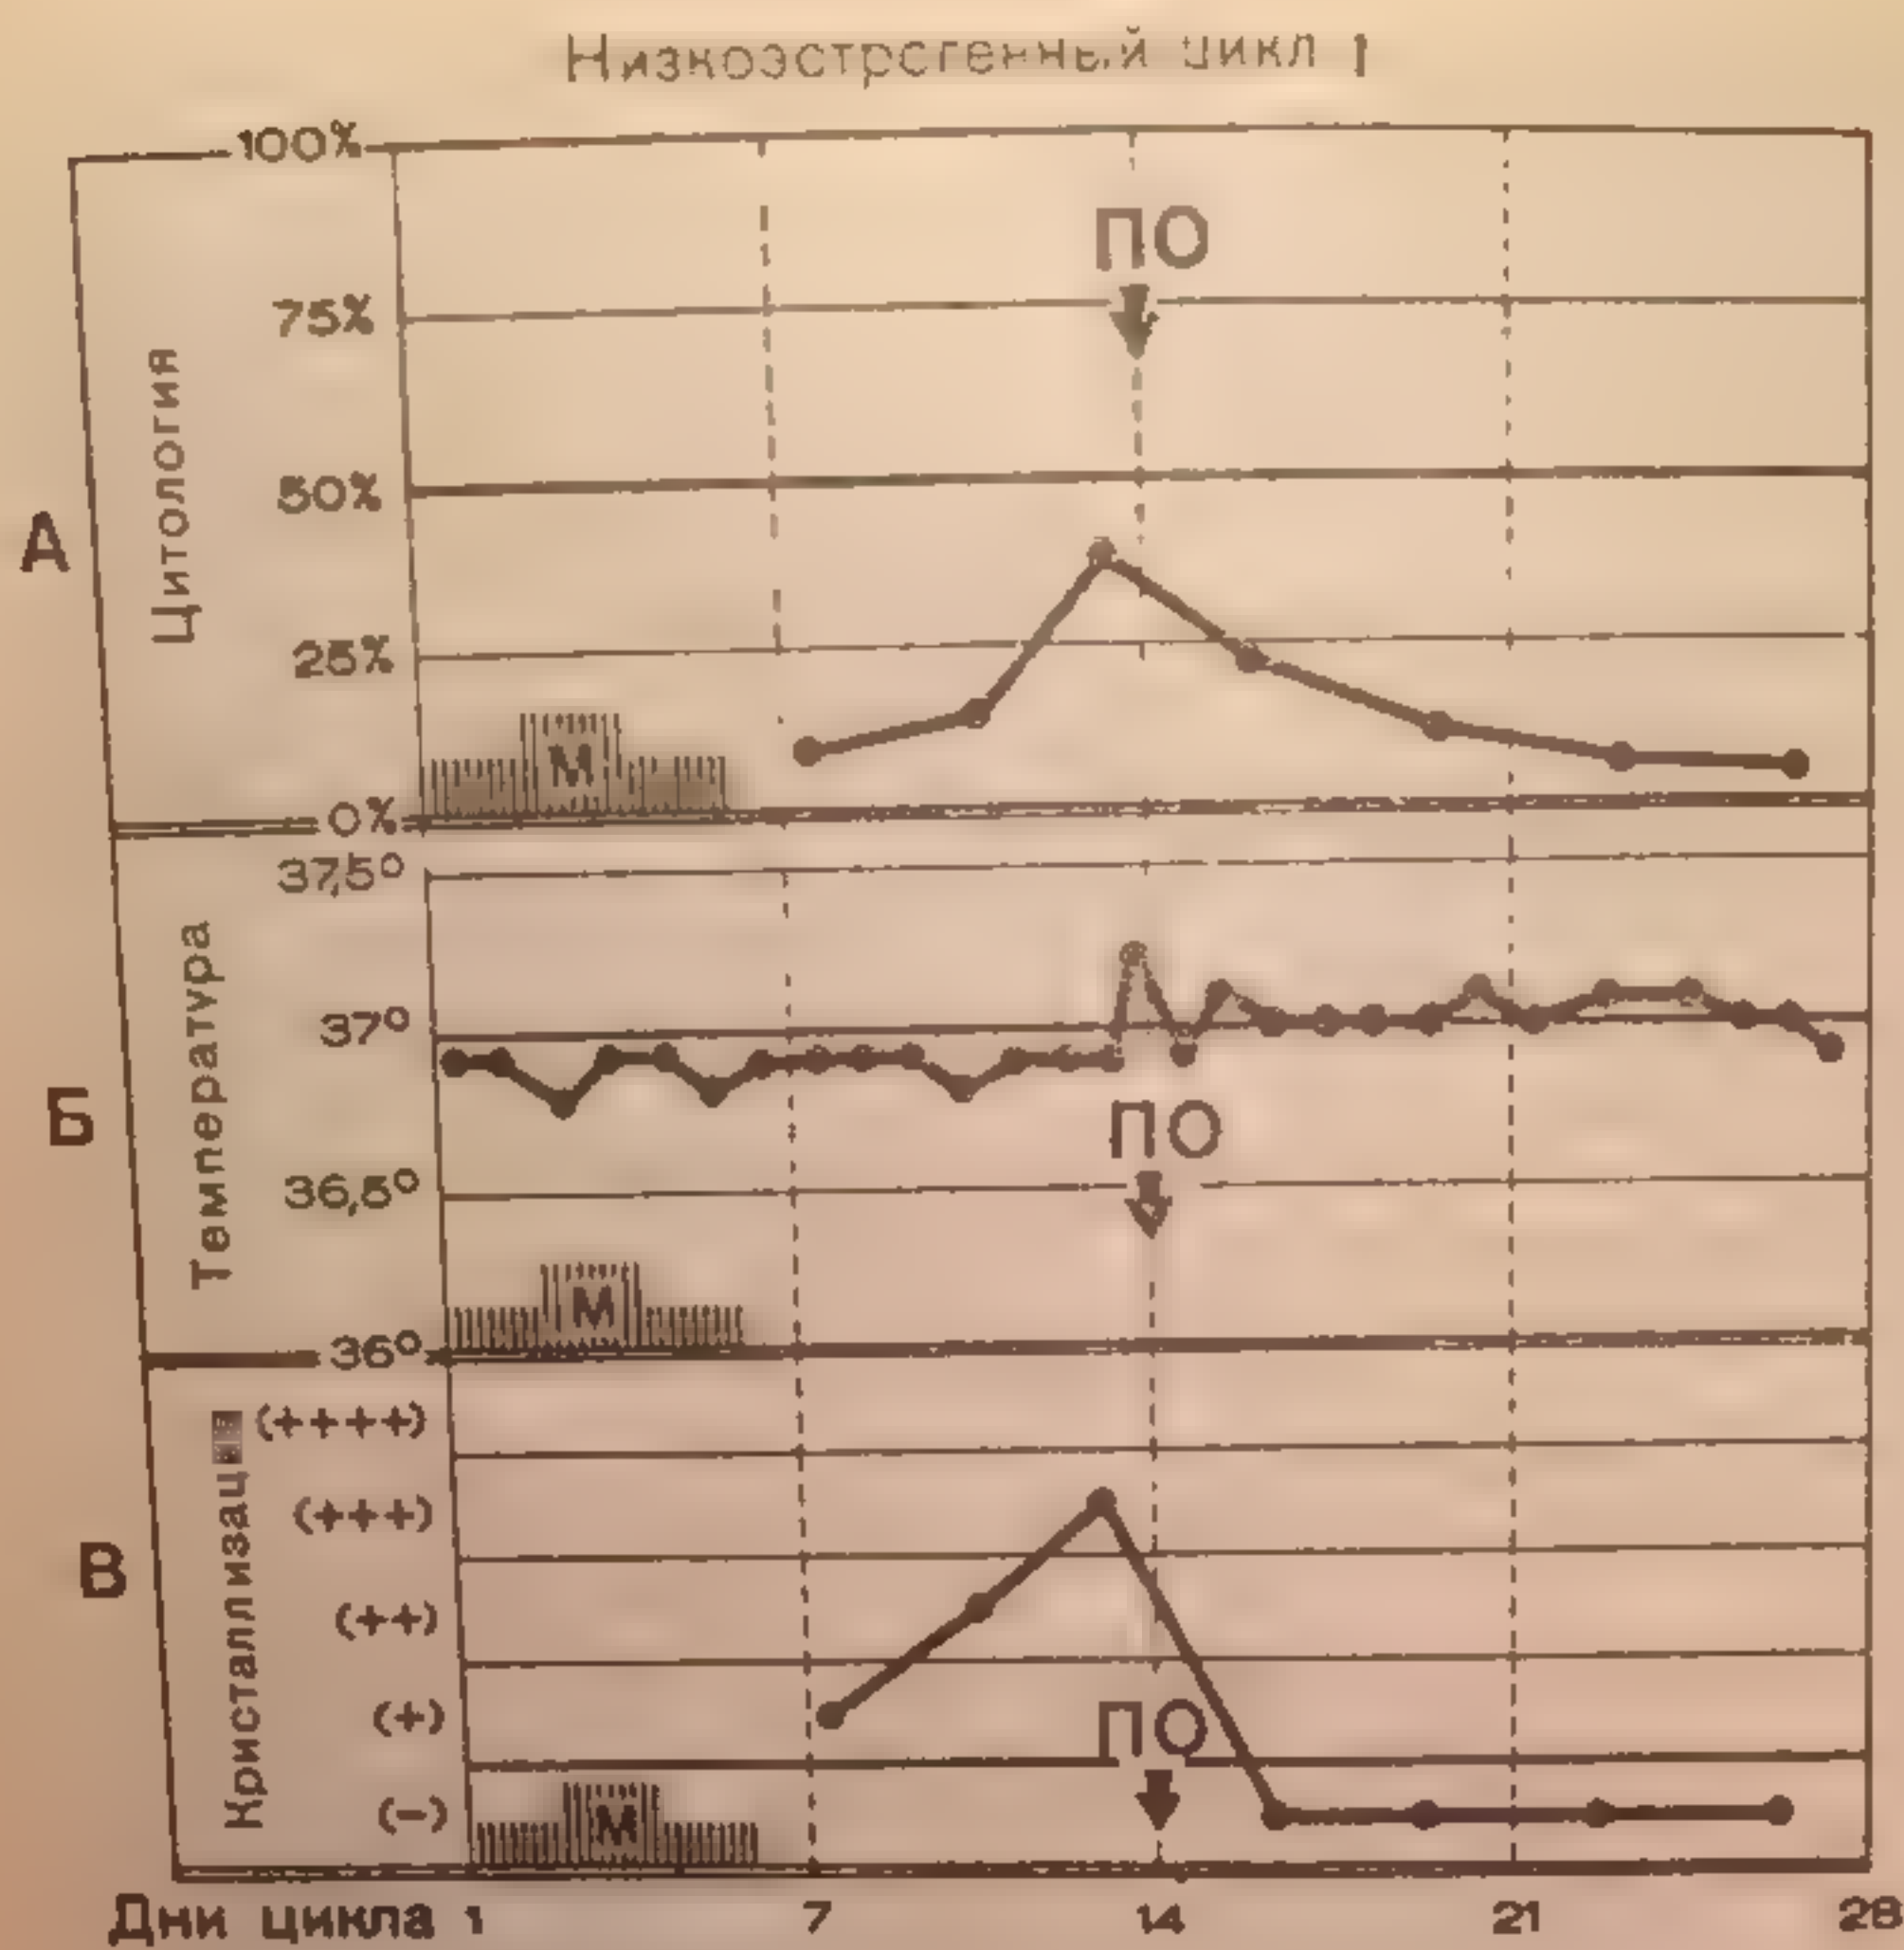 Низкоэстрогенный цикл 1
100%
ПО
75%
50%
25%
М
0%
А
Цитология
37,5°
37°
ПО
36,5°
М
36°
Б
Температура
(++++)
(+++)
(++)
(+)
ПО
(-)
М
В
Кристаллизац
Дни цикла 1 7 14 21 28